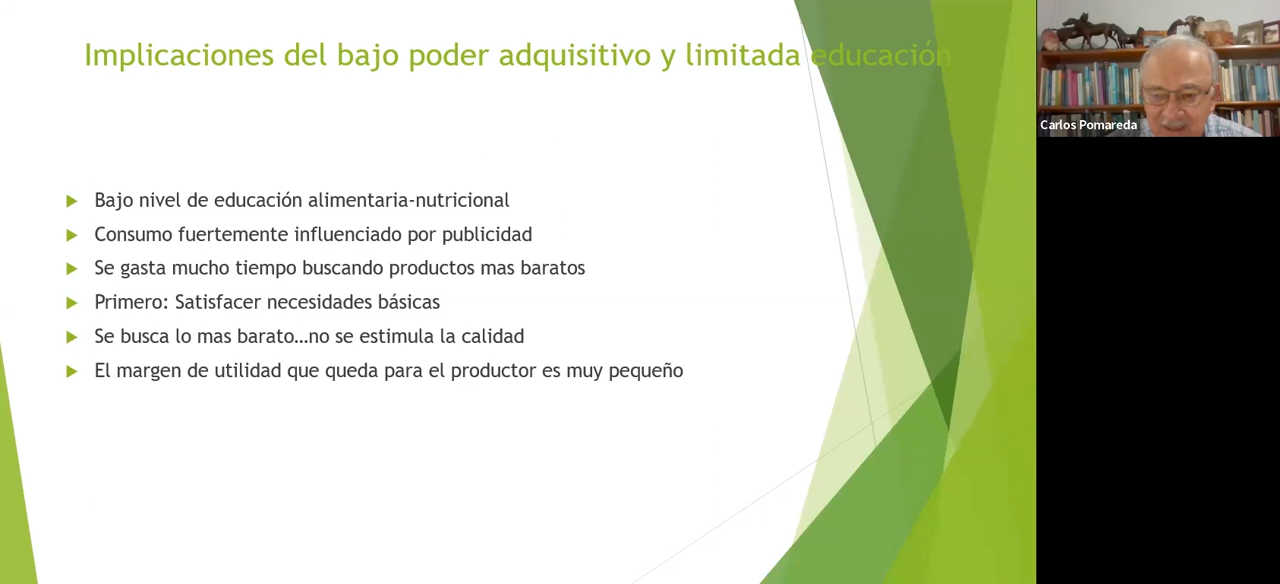 Implicaciones del bajo poder adquisitivo y limitada educación
Bajo nivel de educación alimentaria-nutricional
Consumo fuertemente influenciado por publicidad
Se gasta mucho tiempo buscando productos mas baratos
Primero: Satisfacer necesidades básicas
Se busca lo mas barato…no se estimula la calidad
El margen de utilidad que queda para el productor es muy pequeño
Carlos Pomareda